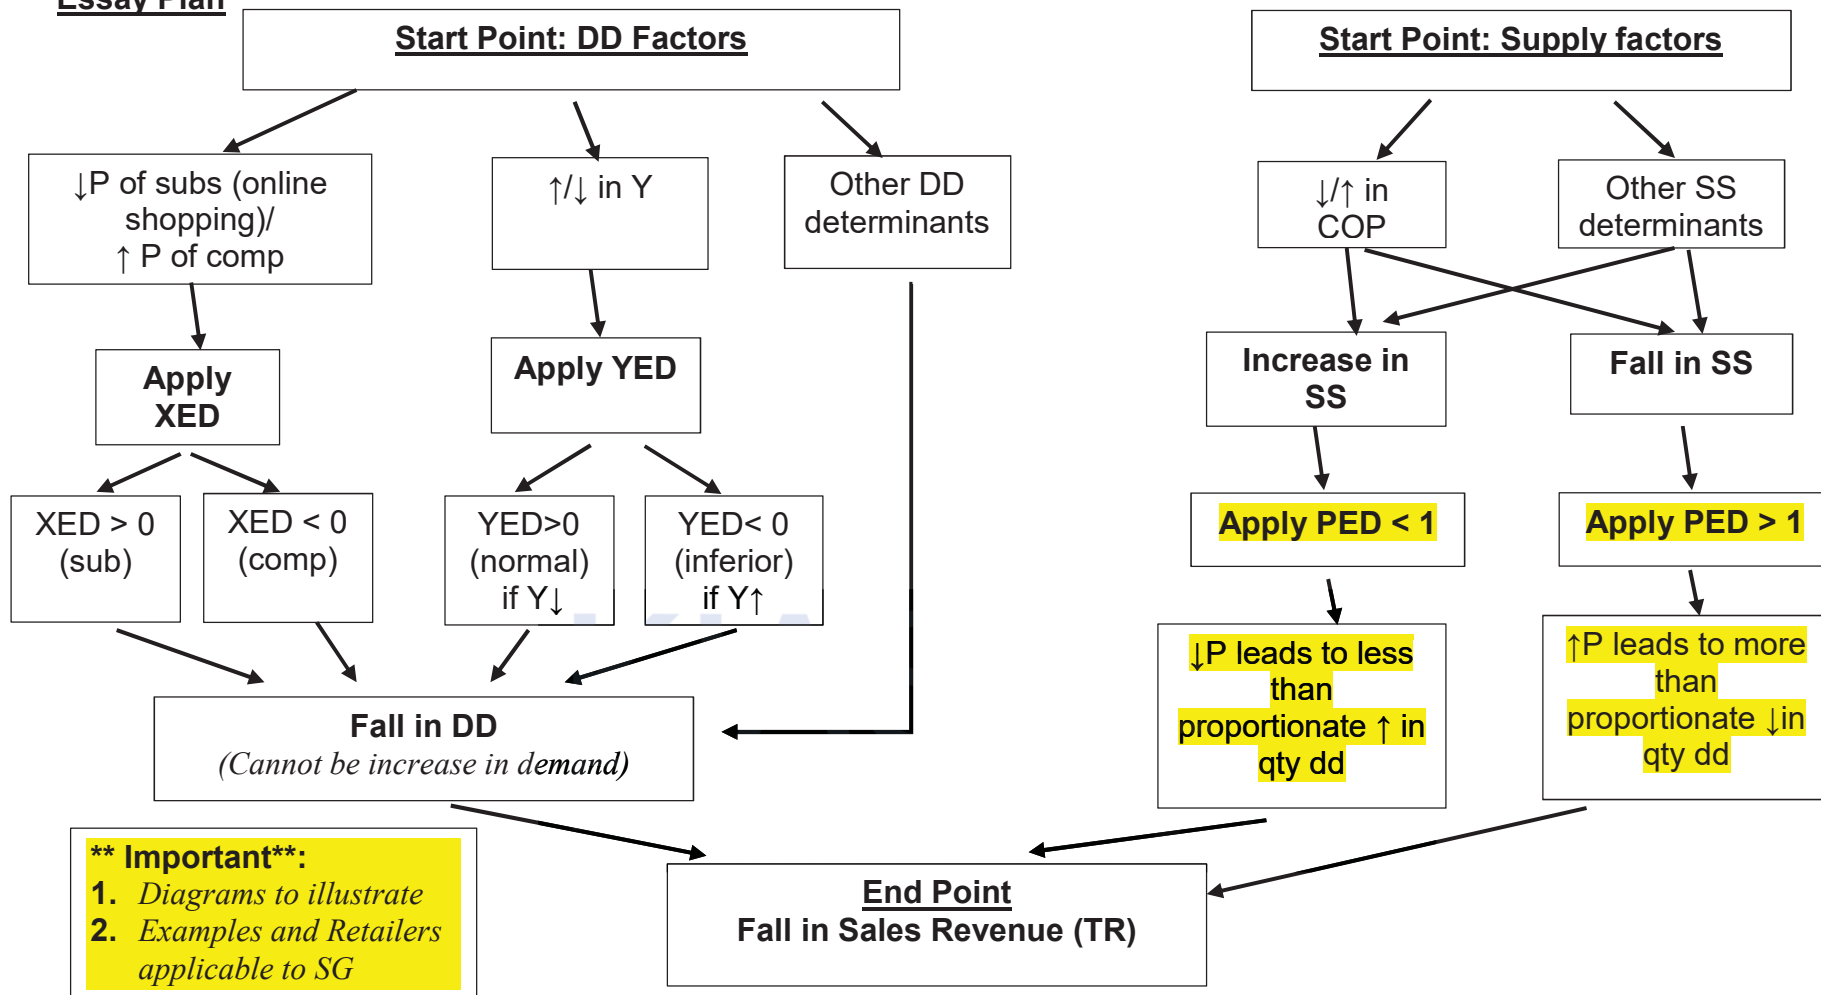 Essay Plan
Start Point: DD Factors
Start Point: Supply factors
↓P of subs (online
shopping)/
↑ P of comp
↑/↓ in Y
Other DD
determinants
↓/↑ in
COP
Other SS
determinants
Apply
XED
Apply YED
Increase in
SS
Fall in SS
XED > 0
(sub)
XED < 0
(comp)
YED>0
(normal)
if Y↓
YED< 0
(inferior)
if Y↑
Apply PED < 1
Apply PED > 1
↓P leads to less
than
proportionate ↑ in
qty dd
↑P leads to more
than
proportionate ↓in
qty dd
Fall in DD
(Cannot be increase in demand)
** Important**:
1. Diagrams to illustrate
2. Examples and Retailers
applicable to SG
End Point
Fall in Sales Revenue (TR)